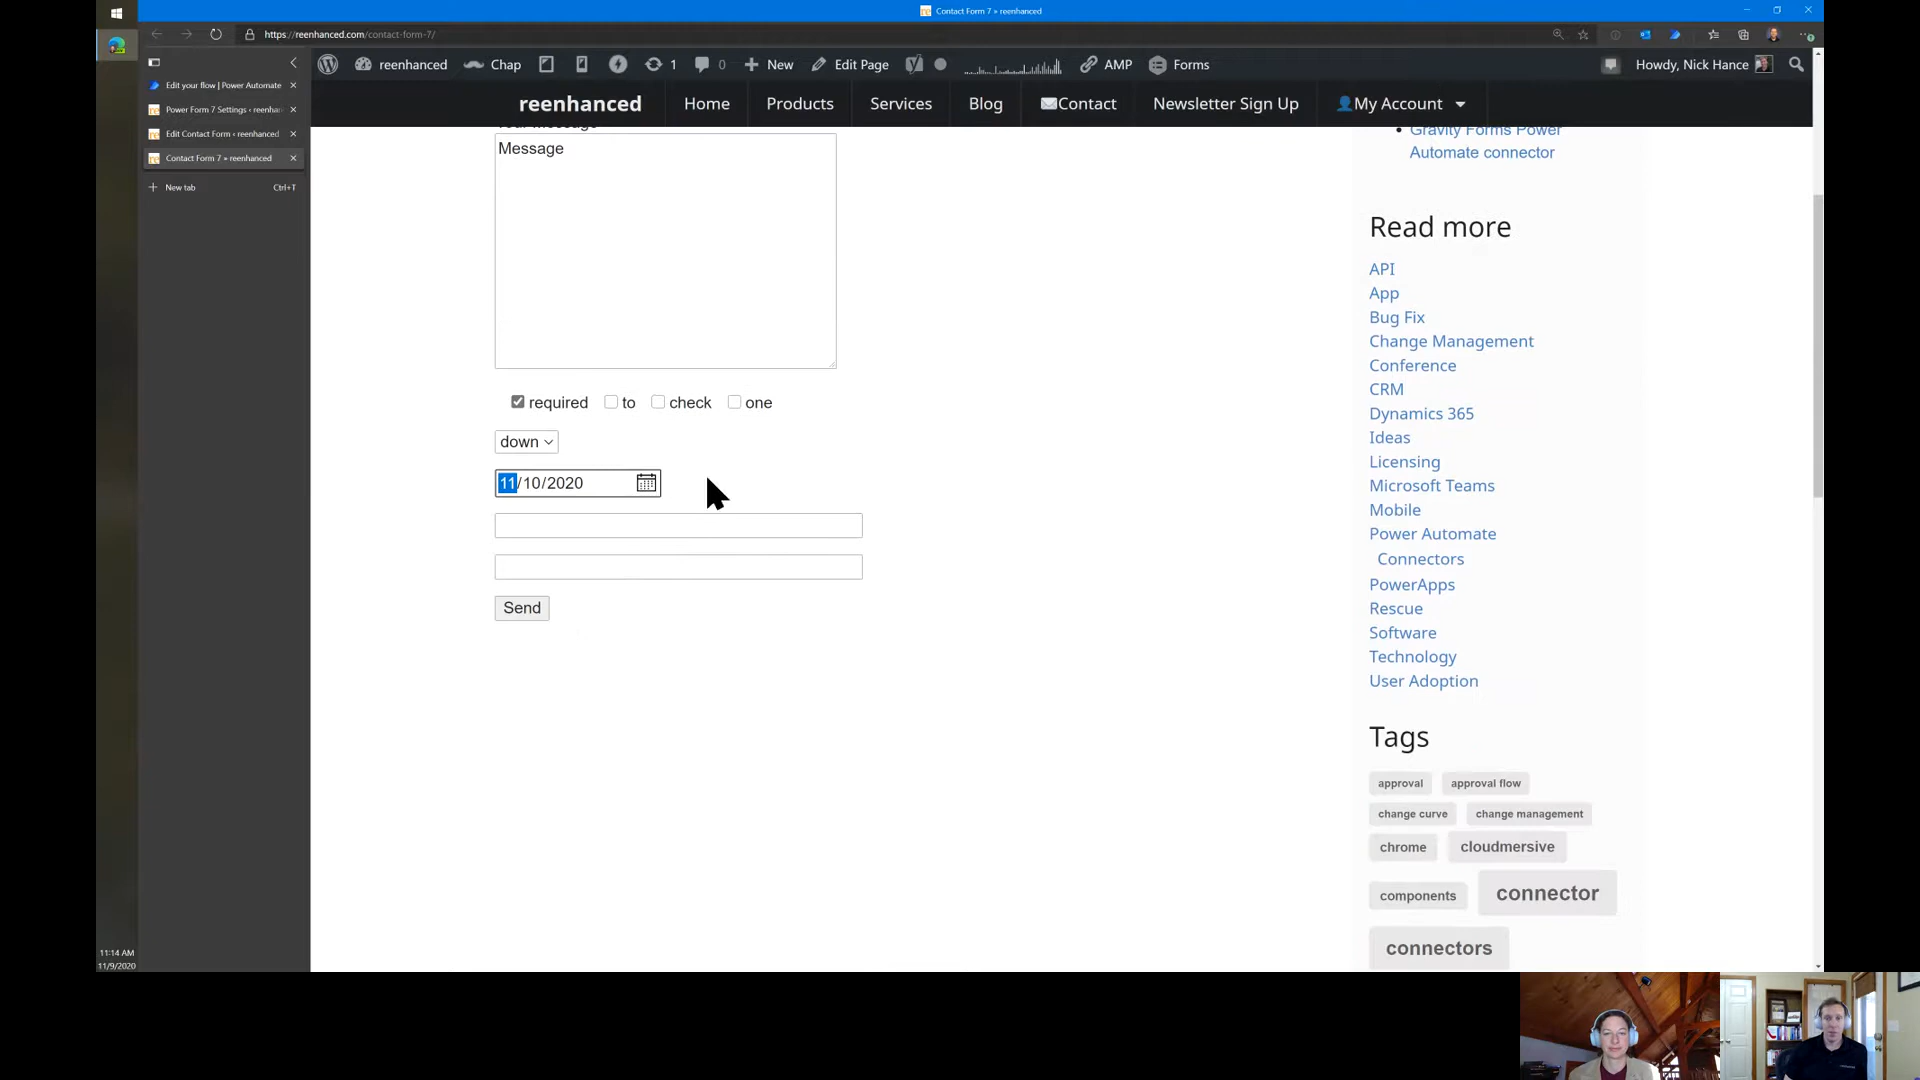 Contact Form 7 » reenhanced
https://reenhanced.com/contact-form-7/
Edit your flow | Power Automate
Power Form 7 Settings ‹ reenhan
Edit Contact Form ‹ reenhanced
Contact Form 7 » reenhanced
New tab Ctrl+T
reenhanced Chap 1 0 New Edit Page AMP Forms Howdy, Nick Hance
reenhanced Home Products Services Blog Contact Newsletter Sign Up My Account
Your Message
Message
required to check one
down
11/10/2020
Send
Gravity Forms Power
Automate connector
Read more
API
App
Bug Fix
Change Management
Conference
CRM
Dynamics 365
Ideas
Licensing
Microsoft Teams
Mobile
Power Automate
Connectors
PowerApps
Rescue
Software
Technology
User Adoption
Tags
approval approval flow
change curve change management
chrome cloudmersive
components connector
connectors
11:14 AM
11/9/2020